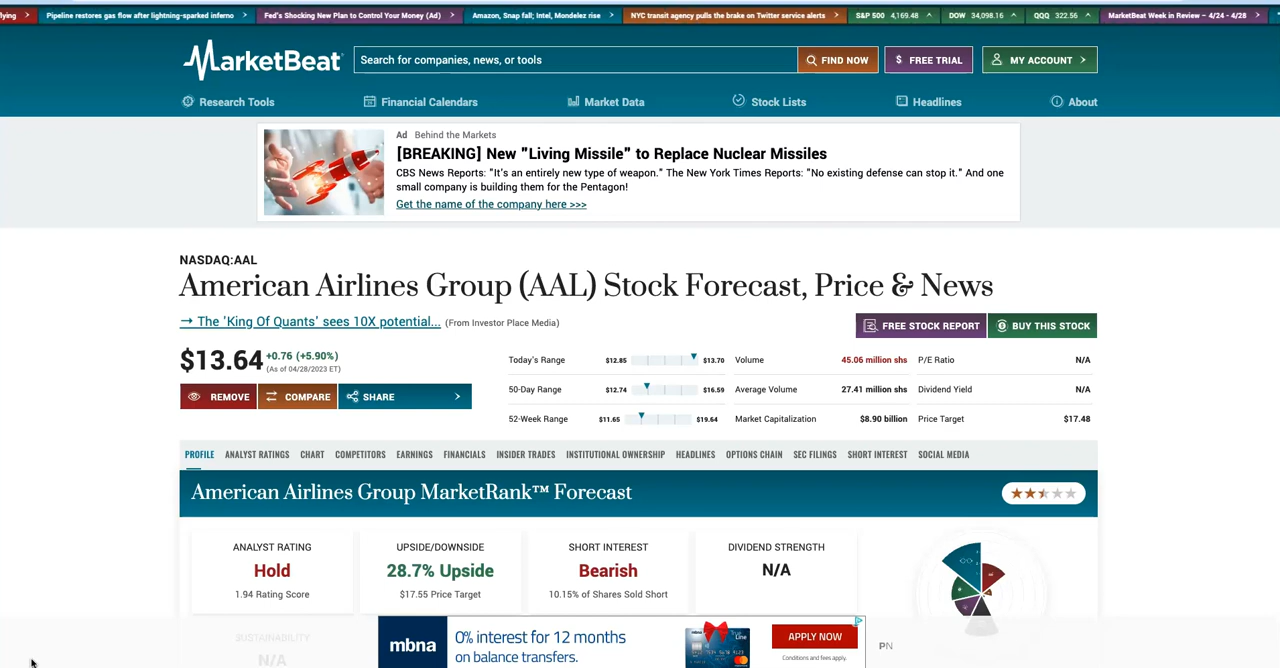 lying >
Pipeline restores gas flow after lightning-sparked inferno >
Fed's Shocking New Plan to Control Your Money (Ad) >
Amazon, Snap fall; Intel, Mondelez rise >
NYC transit agency pulls the brake on Twitter service alerts >
S&P 500 4,169.48
DOW 34,098.16
QQQ 322.56
MarketBeat Week in Review – 4/24 - 4/28 >
MarketBeat
Search for companies, news, or tools
FIND NOW
$ FREE TRIAL
MY ACCOUNT >
Research Tools
Financial Calendars
Market Data
Stock Lists
Headlines
About
Ad Behind the Markets
[BREAKING] New "Living Missile" to Replace Nuclear Missiles
CBS News Reports: "It's an entirely new type of weapon." The New York Times Reports: "No existing defense can stop it." And one
small company is building them for the Pentagon!
Get the name of the company here >>>
NASDAQ:AAL
American Airlines Group (AAL) Stock Forecast, Price & News
→ The 'King Of Quants' sees 10X potential... (From Investor Place Media)
FREE STOCK REPORT
BUY THIS STOCK
$13.64 +0.76 (+5.90%)
(As of 04/28/2023 ET)
REMOVE
COMPARE
SHARE >
Today's Range $12.85 $13.70
50-Day Range $12.74 $16.59
52-Week Range $11.65 $19.64
Volume 45.06 million shs
Average Volume 27.41 million shs
Market Capitalization $8.90 billion
P/E Ratio N/A
Dividend Yield N/A
Price Target $17.48
PROFILE ANALYST RATINGS CHART COMPETITORS EARNINGS FINANCIALS INSIDER TRADES INSTITUTIONAL OWNERSHIP HEADLINES OPTIONS CHAIN SEC FILINGS SHORT INTEREST SOCIAL MEDIA
American Airlines Group MarketRank™ Forecast
ANALYST RATING
Hold
1.94 Rating Score
UPSIDE/DOWNSIDE
28.7% Upside
$17.55 Price Target
SHORT INTEREST
Bearish
10.15% of Shares Sold Short
DIVIDEND STRENGTH
N/A
SUSTAINABILITY
N/A
mbna
0% interest for 12 months
on balance transfers.
APPLY NOW
Conditions and fees apply.
PN